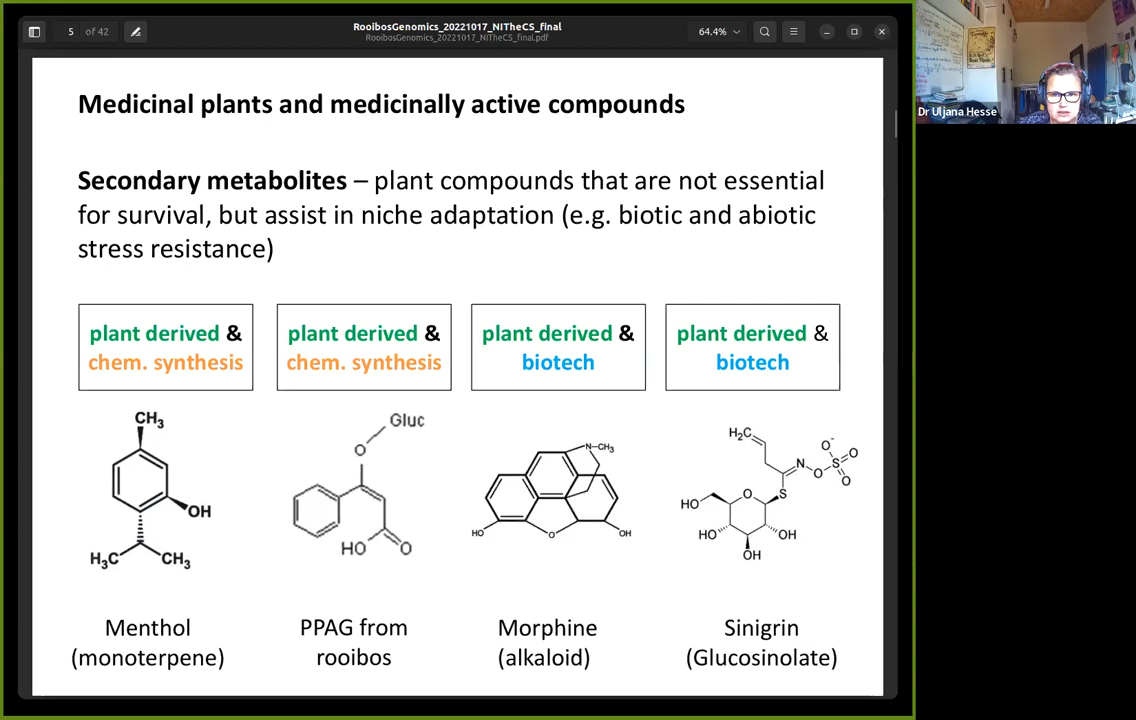 RooibosGenomics_20221017_NITheCS_final
RooibosGenomics_20221017_NITheCS_final.pdf
5 of 42
64.4%
Dr Uljana Hesse
Medicinal plants and medicinally active compounds
Secondary metabolites – plant compounds that are not essential
for survival, but assist in niche adaptation (e.g. biotic and abiotic
stress resistance)
plant derived &
chem. synthesis
plant derived &
chem. synthesis
plant derived &
biotech
plant derived &
biotech
CH3
OH
H3C
CH3
Gluc
O
HO
O
N
CH3
HO
O
OH
H2C
O-
N
O
S
O
O
S
HO
O
HO
OH
OH
Menthol
(monoterpene)
PPAG from
rooibos
Morphine
(alkaloid)
Sinigrin
(Glucosinolate)